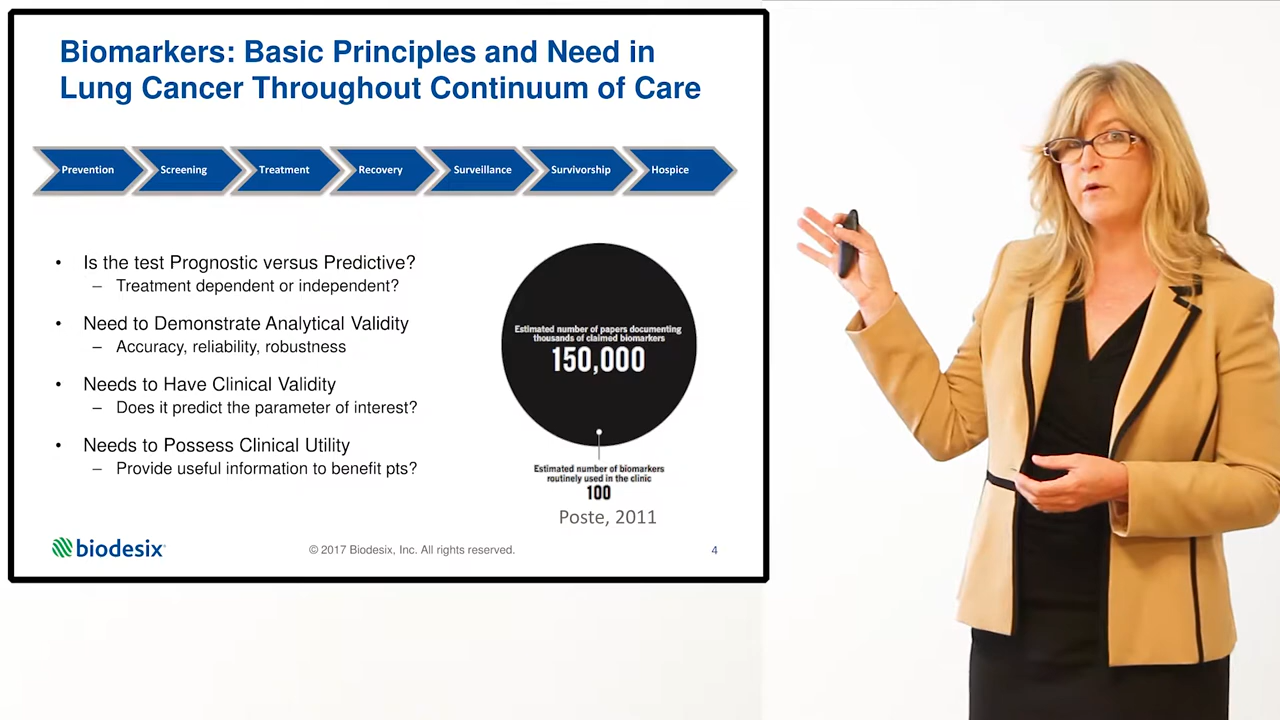 Biomarkers: Basic Principles and Need in
Lung Cancer Throughout Continuum of Care
Prevention
Screening
Treatment
Recovery
Surveillance
Survivorship
Hospice
• Is the test Prognostic versus Predictive?
– Treatment dependent or independent?
• Need to Demonstrate Analytical Validity
– Accuracy, reliability, robustness
• Needs to Have Clinical Validity
– Does it predict the parameter of interest?
• Needs to Possess Clinical Utility
– Provide useful information to benefit pts?
Estimated number of papers documenting
thousands of claimed biomarkers
150,000
Estimated number of biomarkers
routinely used in the clinic
100
Poste, 2011
biodesix
© 2017 Biodesix, Inc. All rights reserved.
4